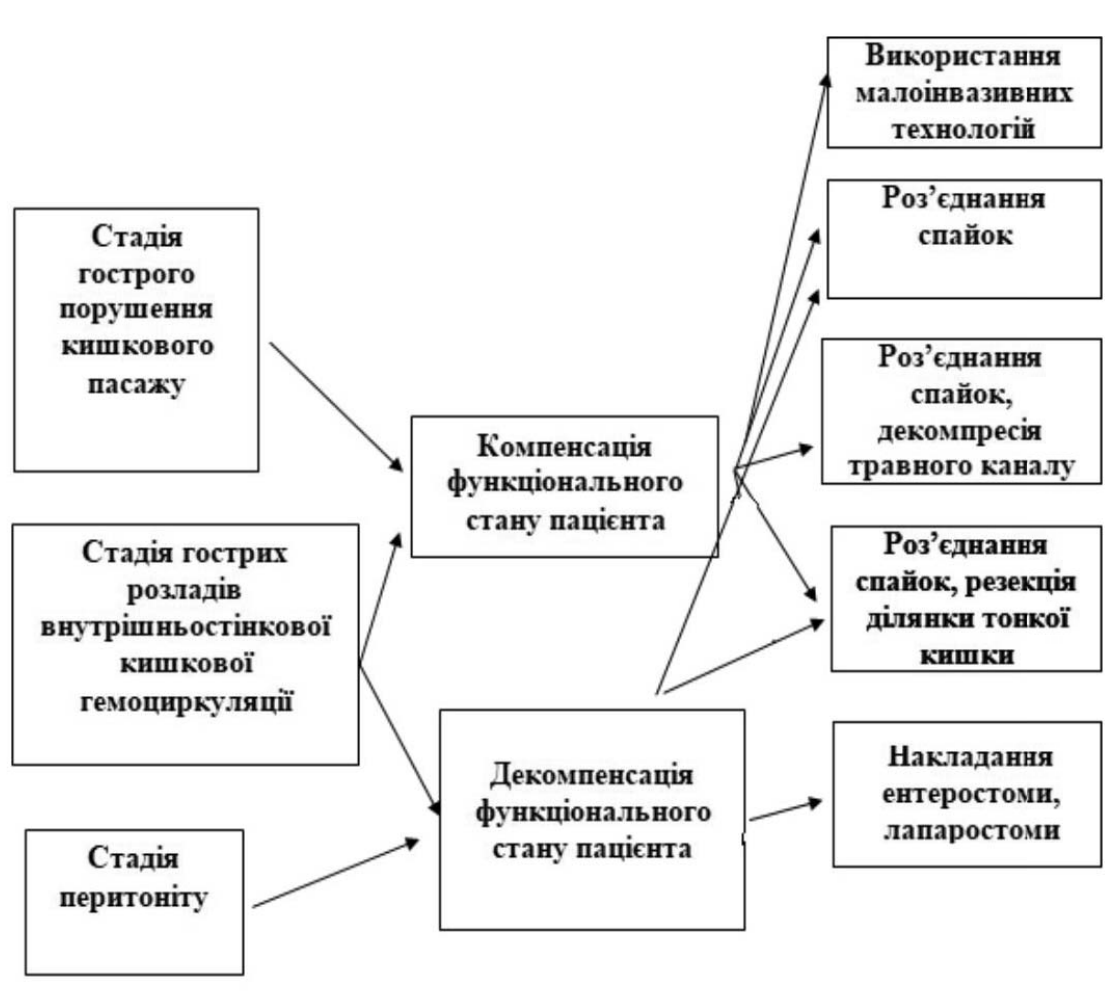 Стадія
гострого
порушення
кишкового
пасажу
Стадія гострих
розладів
внутрішньостінкової
кишкової
гемоциркуляції
Стадія
перитоніту
Компенсація
функціонального
стану пацієнта
Декомпенсація
функціонального
стану пацієнта
Використання
малоінвазивних
технологій
Роз’єднання
спайок
Роз’єднання
спайок,
декомпресія
травного каналу
Роз’єднання
спайок, резекція
ділянки тонкої
кишки
Накладання
ентеростоми,
лапаростоми